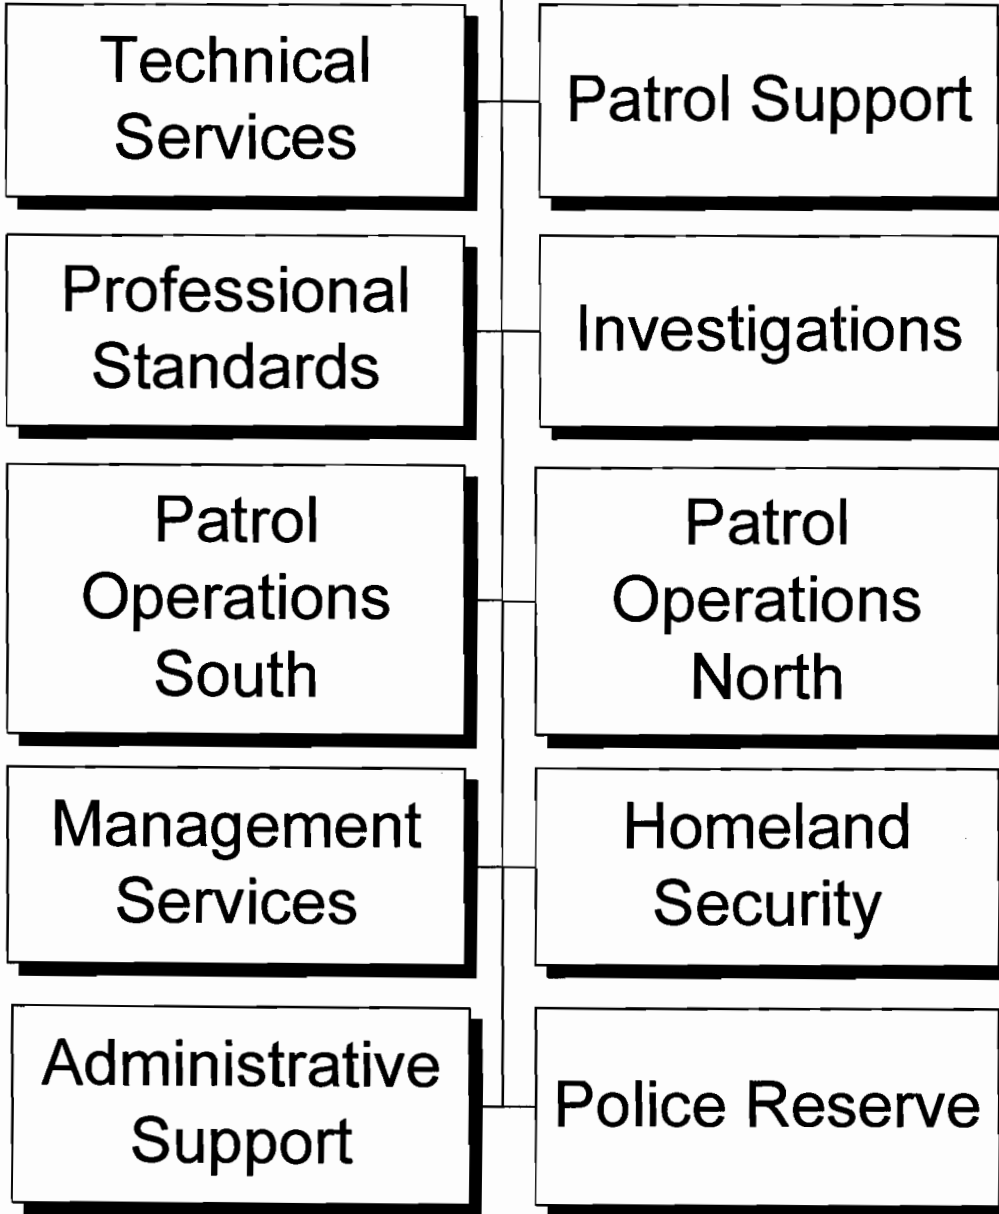 Technical
Services
Patrol Support
Professional
Standards
Investigations
Patrol
Operations
South
Patrol
Operations
North
Management
Services
Homeland
Security
Administrative
Support
Police Reserve